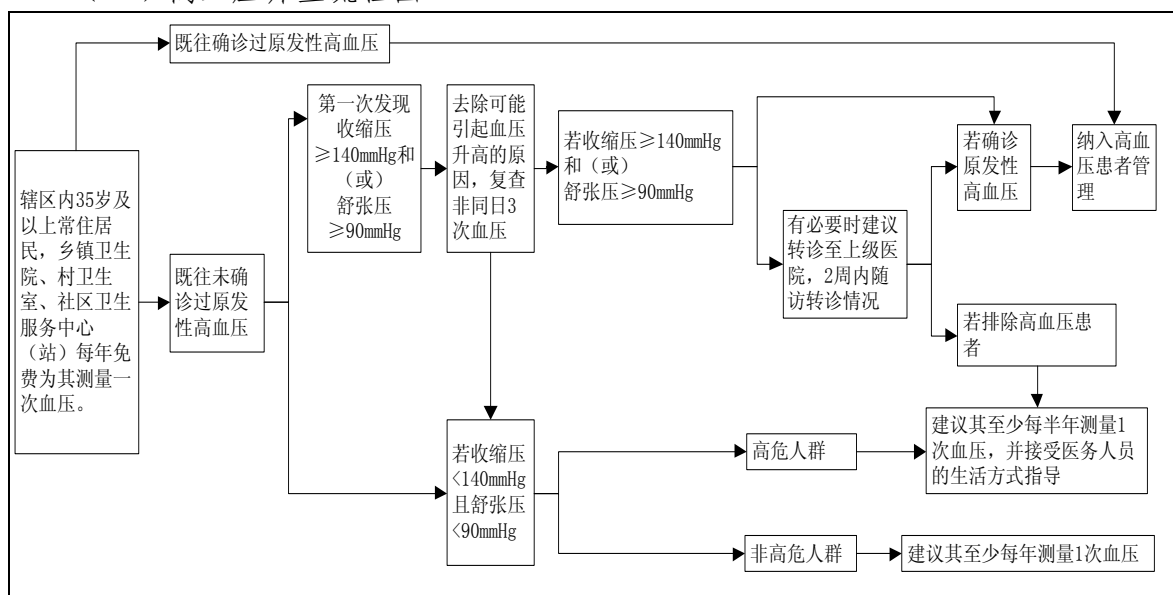 既往确诊过原发性高血压
第一次发现
收缩压
≥140mmHg和
（或）
舒张压
≥90mmHg
去除可能
引起血压
升高的原
因，复查
非同日3
次血压
若收缩压≥140mmHg
和（或）
舒张压≥90mmHg
若确诊
原发性
高血压
纳入高血
压患者管
理
辖区内35岁及
以上常住居
民，乡镇卫生
院、村卫生
室、社区卫生
服务中心
（站）每年免
费为其测量一
次血压。
既往未确
诊过原发
性高血压
有必要时建议
转诊至上级医
院，2周内随
访转诊情况
若排除高血压患
者
若收缩压
<140mmHg
且舒张压
<90mmHg
高危人群
建议其至少每半年测量1
次血压，并接受医务人员
的生活方式指导
非高危人群
建议其至少每年测量1次血压